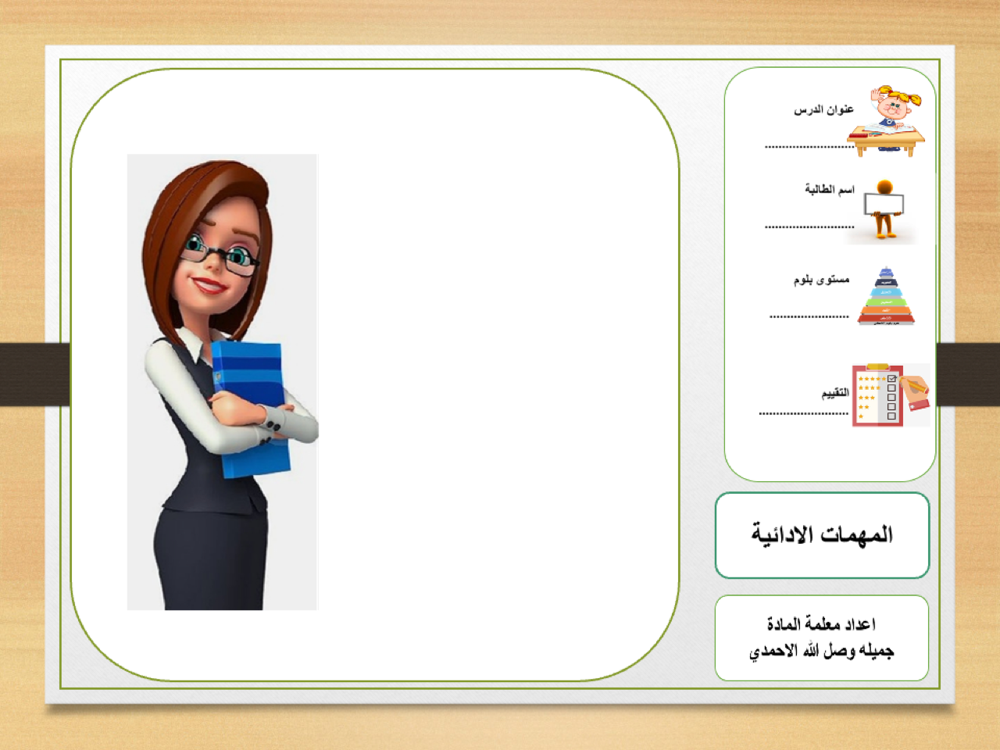 عنوان الدرس
..........................
اسم الطالبة
..........................
مستوى بلوم
.......................
التقييم
..........................
المهمات الادائية
اعداد معلمة المادة
جميله وصل الله الاحمدي